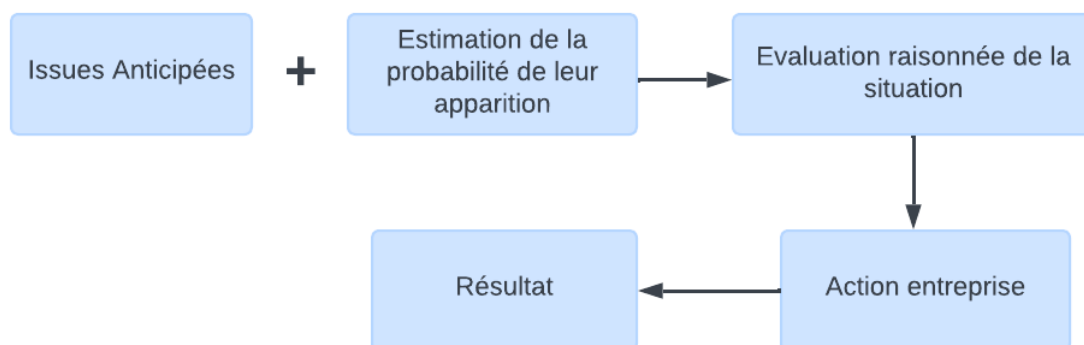 Issues Anticipées
+
Estimation de la
probabilité de leur
apparition
Evaluation raisonnée de la
situation
Action entreprise
Résultat